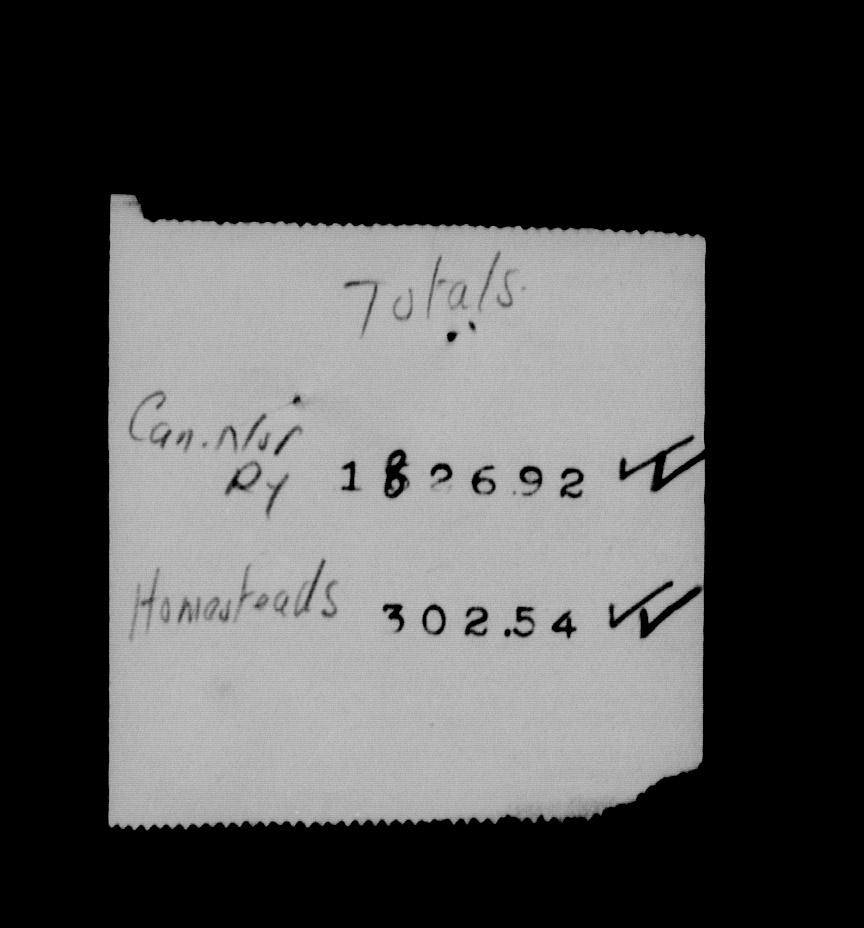 Totals.
Can. Nor
Ry 1826.92
Homesteads 302.54